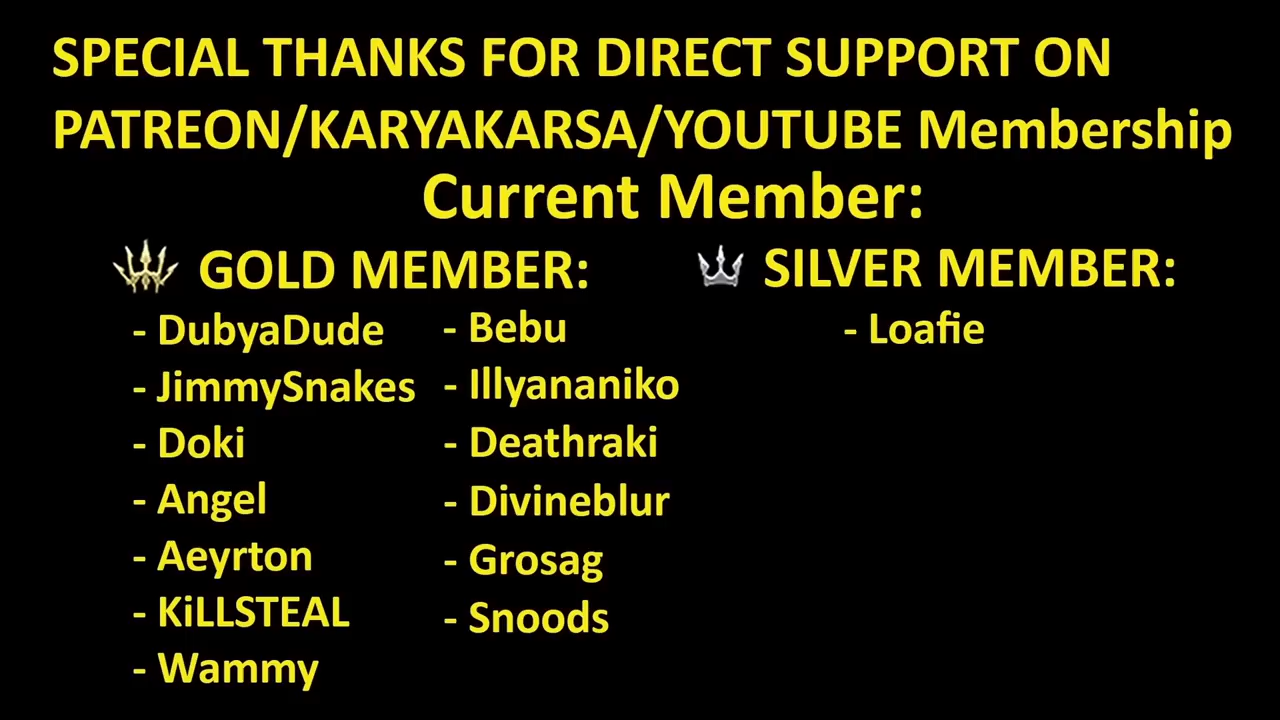 SPECIAL THANKS FOR DIRECT SUPPORT ON
PATREON/KARYAKARSA/YOUTUBE Membership
Current Member:
GOLD MEMBER:
- DubyaDude
- JimmySnakes
- Doki
- Angel
- Aeyrton
- KiLLSTEAL
- Wammy
- Bebu
- Illyananiko
- Deathraki
- Divineblur
- Grosag
- Snoods
SILVER MEMBER:
- Loafie